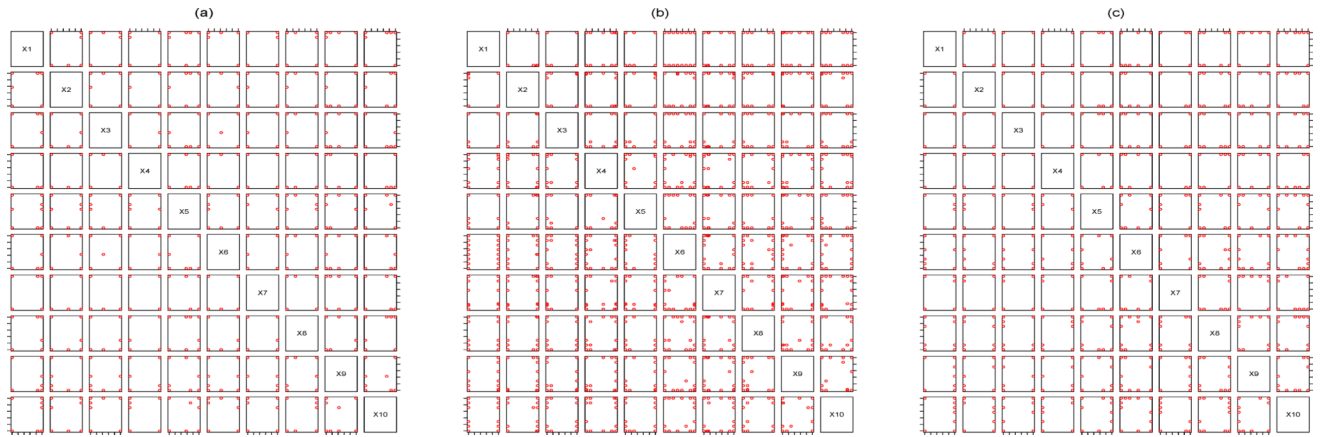 (a) (b) (c)
X1 X1 X1
X2 X2 X2
X3 X3 X3
X4 X4 X4
X5 X5 X5
X6 X6 X6
X7 X7 X7
X8 X8 X8
X9 X9 X9
X10 X10 X10